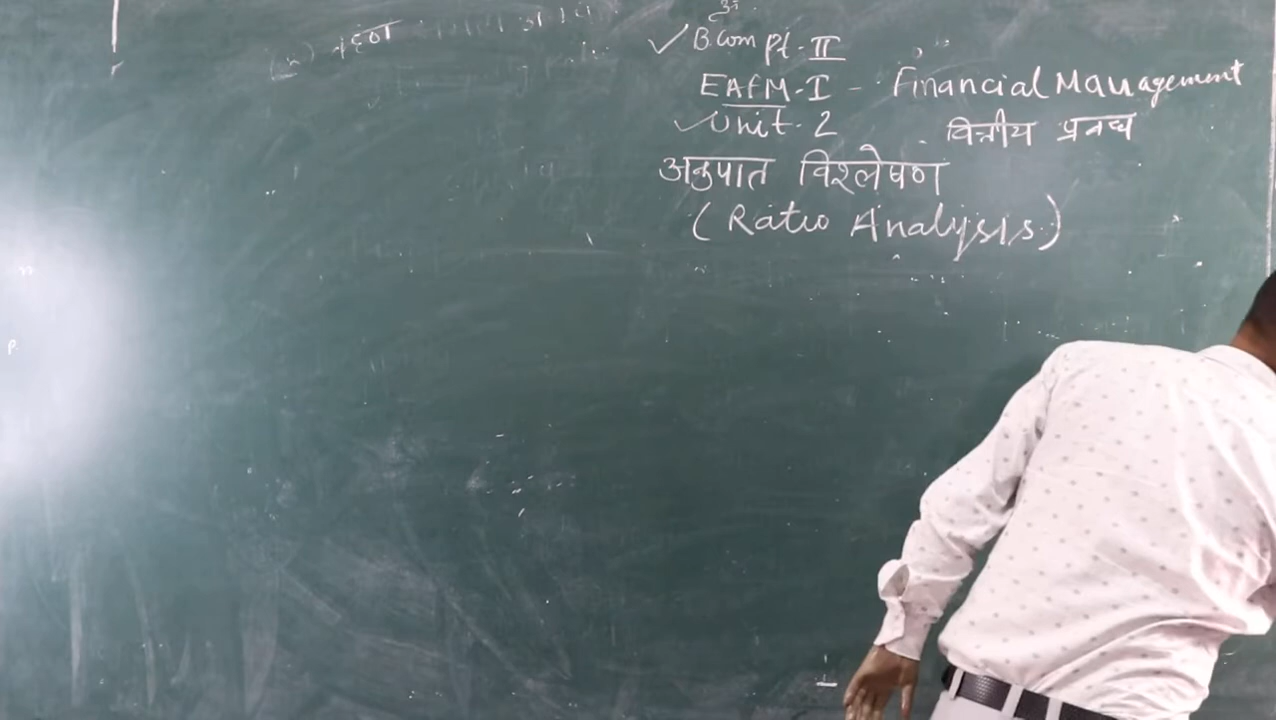 B.Com Pt-II
EAFM-I - Financial Management
Unit-2 वित्तीय प्रबन्ध
अनुपात विश्लेषण
(Ratio Analysis)